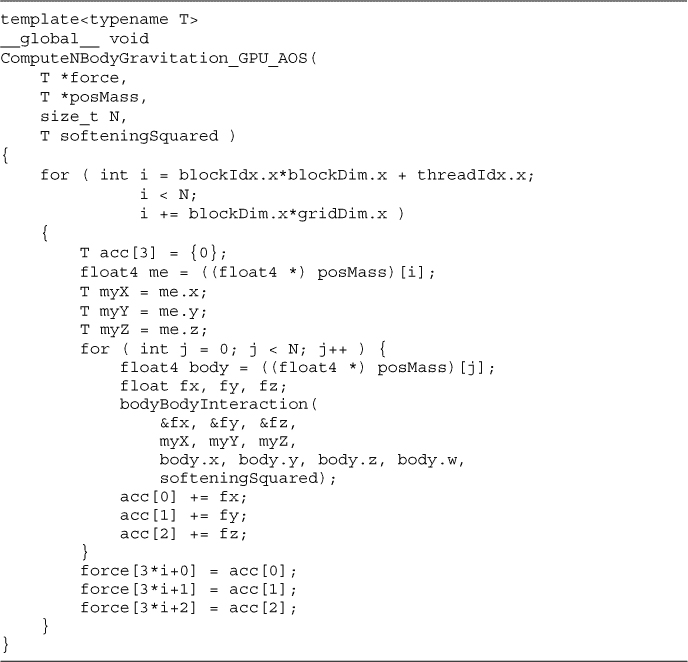 template<typename T>
__global__ void
ComputeNBodyGravitation_GPU_AOS(
    T *force,
    T *posMass,
    size_t N,
    T softeningSquared )
{
    for ( int i = blockIdx.x*blockDim.x + threadIdx.x;
              i < N;
              i += blockDim.x*gridDim.x )
    {
        T acc[3] = {0};
        float4 me = ((float4 *) posMass)[i];
        T myX = me.x;
        T myY = me.y;
        T myZ = me.z;
        for ( int j = 0; j < N; j++ ) {
            float4 body = ((float4 *) posMass)[j];
            float fx, fy, fz;
            bodyBodyInteraction(
                &fx, &fy, &fz,
                myX, myY, myZ,
                body.x, body.y, body.z, body.w,
                softeningSquared);
            acc[0] += fx;
            acc[1] += fy;
            acc[2] += fz;
        }
        force[3*i+0] = acc[0];
        force[3*i+1] = acc[1];
        force[3*i+2] = acc[2];
    }
}